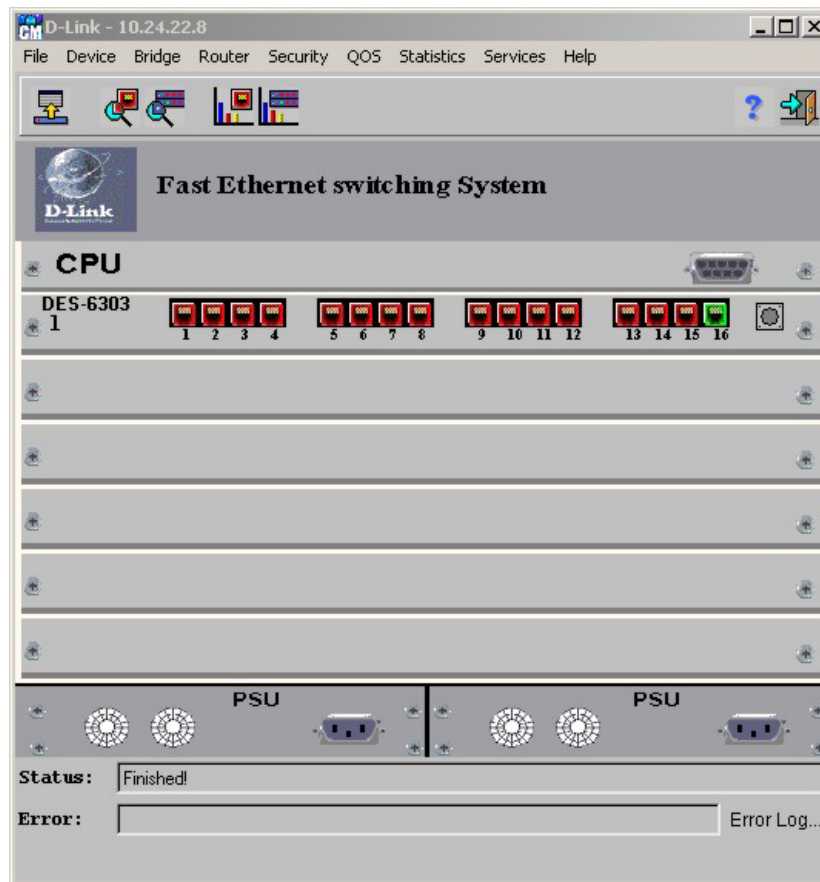 D-Link - 10.24.22.8
File Device Bridge Router Security QOS Statistics Services Help
D-Link
Fast Ethernet switching System
CPU
DES-6303
1
1 2 3 4 5 6 7 8 9 10 11 12 13 14 15 16
PSU PSU
Status: Finished!
Error: Error Log...